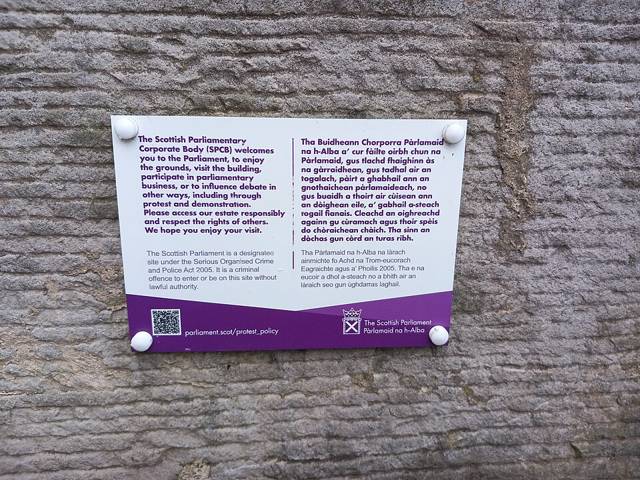 The Scottish Parliamentary
Corporate Body (SPCB) welcomes
you to the Parliament, to enjoy
the grounds, visit the building,
participate in parliamentary
business, or to influence debate in
other ways, including through
protest and demonstration.
Please access our estate responsibly
and respect the rights of others.
We hope you enjoy your visit.
The Scottish Parliament is a designated
site under the Serious Organised Crime
and Police Act 2005. It is a criminal
offence to enter or be on this site without
lawful authority.
Tha Buidheann Chorporra Pàrlamaid
na h-Alba a' cur fàilte oirbh chun na
Pàrlamaid, gus tlachd fhaighinn às
na gàrraidhean, gus tadhal air an
togalach, pàirt a ghabhail ann an
gnothaichean pàrlamaideach, no
gus buaidh a thoirt air cùisean ann
an dòighean eile, a' gabhail a-steach
rogail fianais. Cleachd an oighreachd
againn gu cùramach agus thoir spèis
do chòraichean chàich. Tha sinn an
dòchas gun còrd an turas ribh.
Tha Pàrlamaid na h-Alba na làrach
ainmichte fo Achd na Trom-eucorach
Eagraichte agus a' Phoilis 2005. Tha e na
eucoir a dhol a-steach no a bhith air an
làraich seo gun ùghdarras laghail.
parliament.scot/protest_policy
The Scottish Parliament
Pàrlamaid na h-Alba